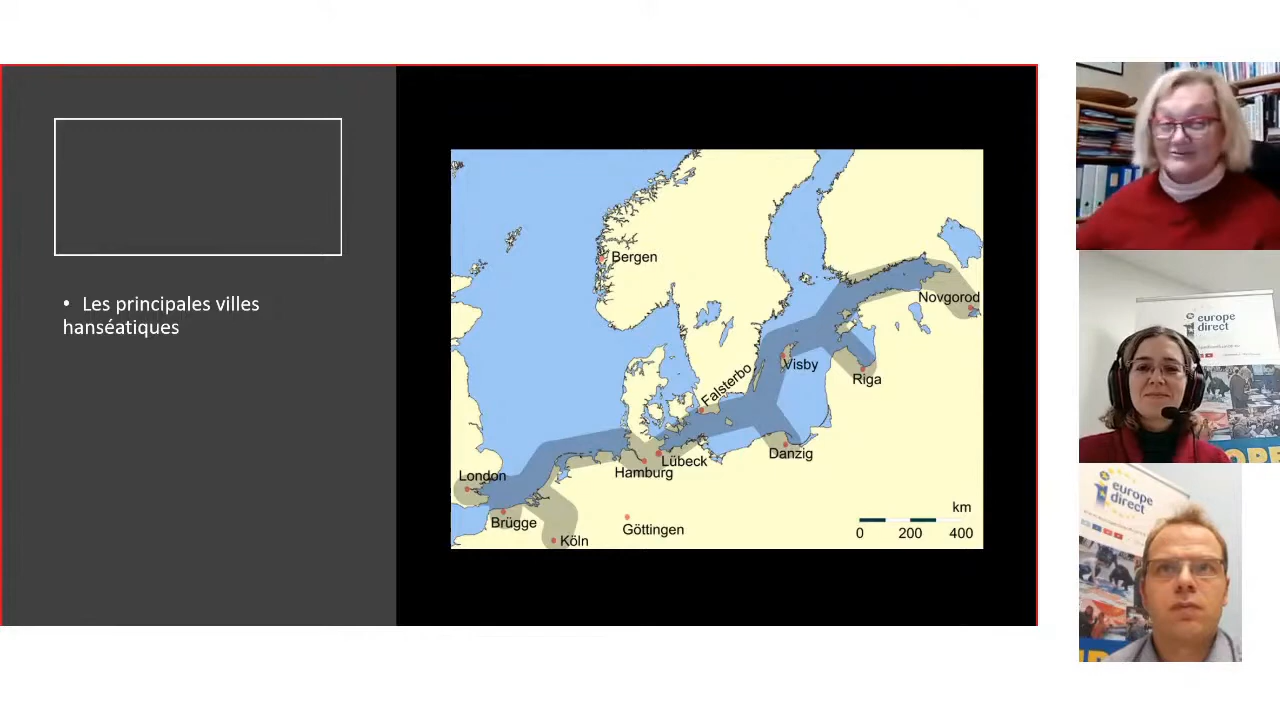 • Les principales villes
hanséatiques
Bergen
Novgorod
Visby
Riga
Falsterbo
Danzig
Lübeck
Hamburg
London
Brügge
Köln
Göttingen
km
0 200 400
europe
direct
europe
direct